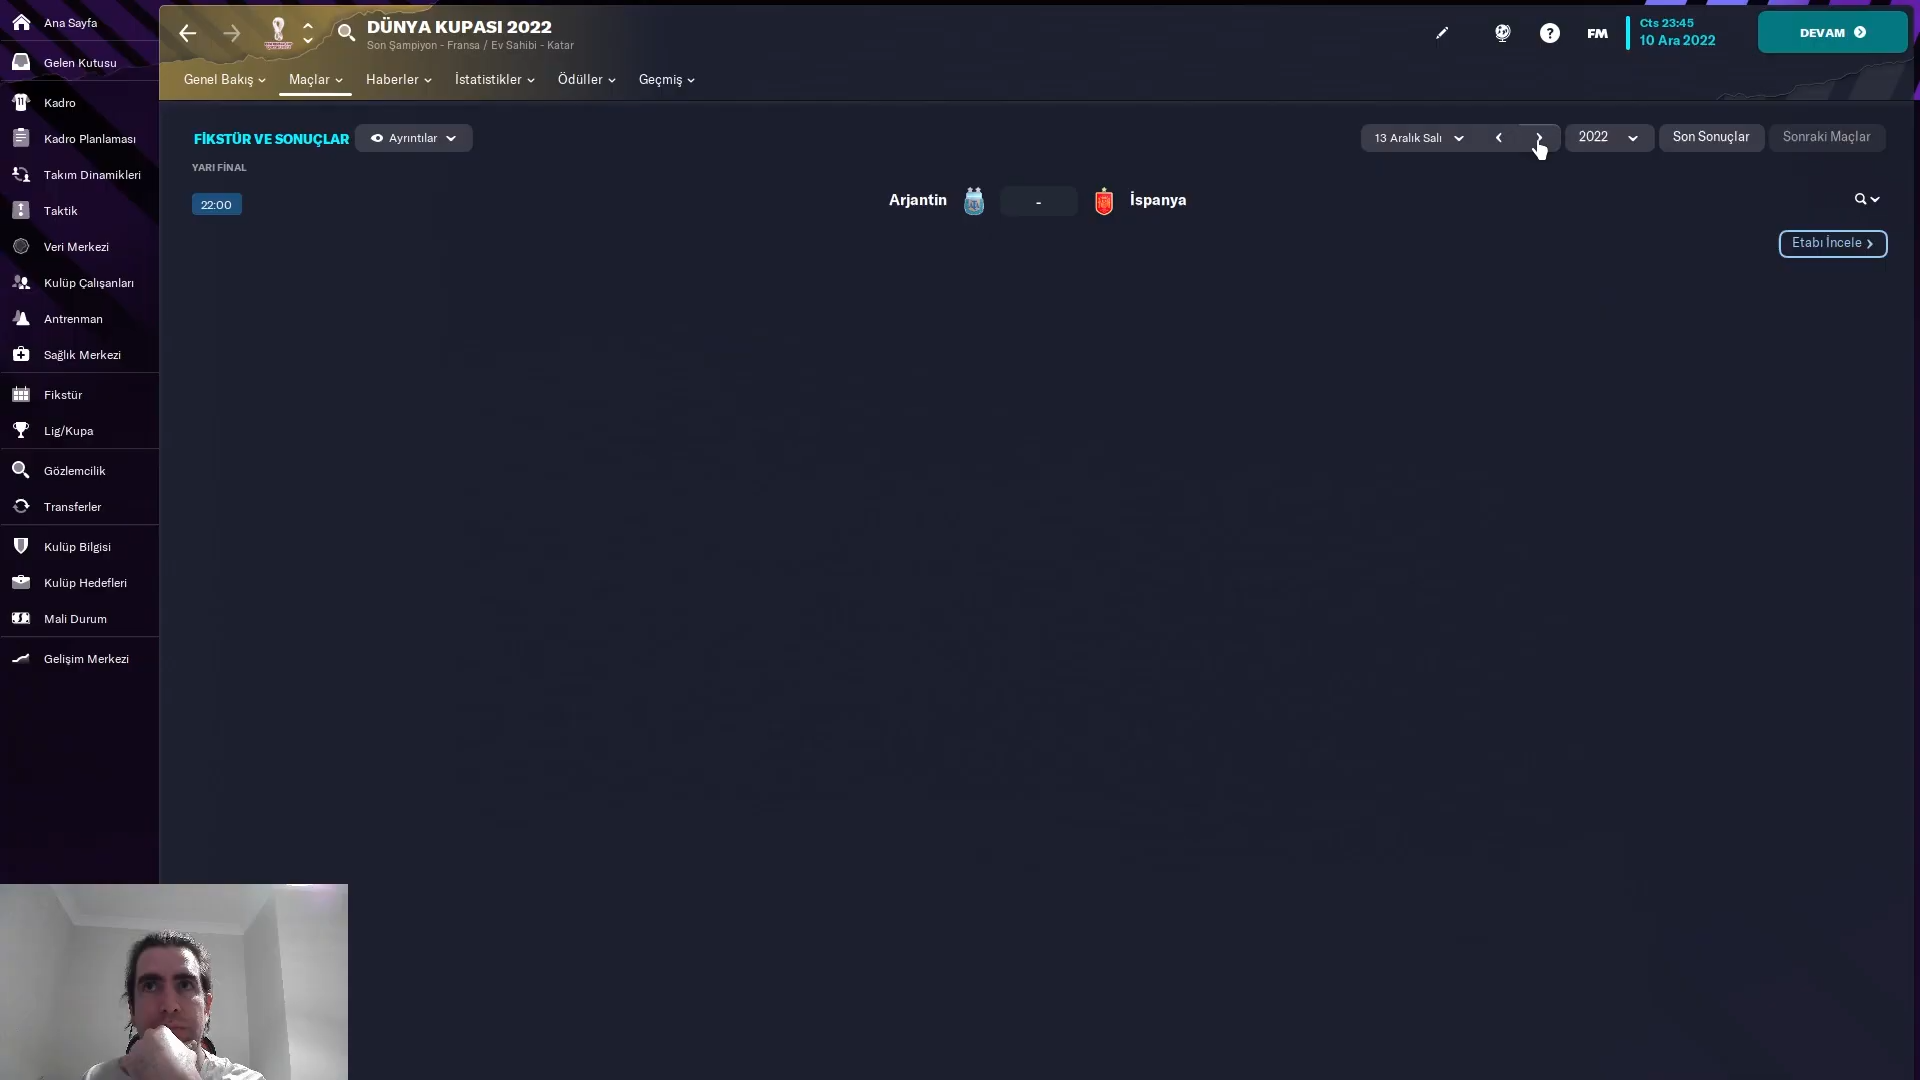 Ana Sayfa
Gelen Kutusu
Kadro
Kadro Planlaması
Takım Dinamikleri
Taktik
Veri Merkezi
Kulüp Çalışanları
Antrenman
Sağlık Merkezi
Fikstür
Lig/Kupa
Gözlemcilik
Transferler
Kulüp Bilgisi
Kulüp Hedefleri
Mali Durum
Gelişim Merkezi
DÜNYA KUPASI 2022
Son Şampiyon - Fransa / Ev Sahibi - Katar
FM
Cts 23:45
10 Ara 2022
DEVAM
Genel Bakış
Maçlar
Haberler
İstatistikler
Ödüller
Geçmiş
FİKSTÜR VE SONUÇLAR
Ayrıntılar
13 Aralık Salı
2022
Son Sonuçlar
Sonraki Maçlar
YARI FİNAL
22:00
Arjantin
-
İspanya
Etabı İncele